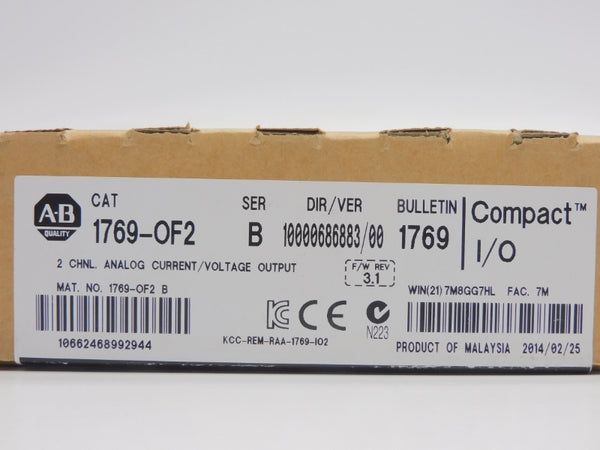 A-B
QUALITY
CAT
1769-OF2
SER
B
DIR/VER
10000686883/00
BULLETIN
1769
Compact™
I/O
2 CHNL. ANALOG CURRENT/VOLTAGE OUTPUT
F/W REV
3.1
MAT. NO. 1769-OF2 B
10662468992944
KCC-REM-RAA-1769-IO2
N223
WIN(21) 7M8GG7HL FAC. 7M
PRODUCT OF MALAYSIA 2014/02/25